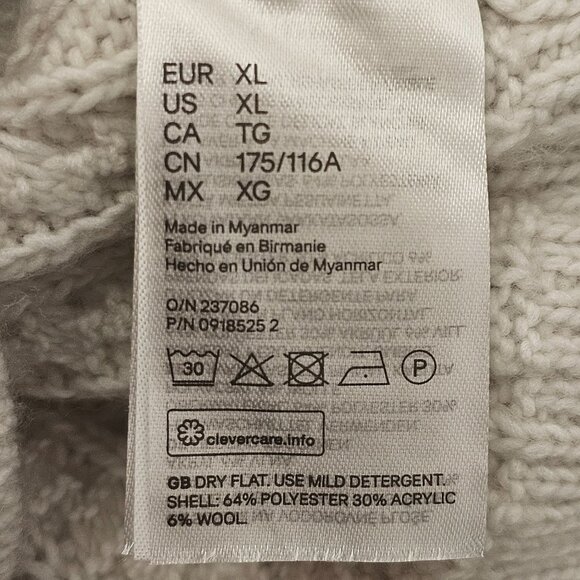 EUR XL
US XL
CA TG
CN 175/116A
MX XG
Made in Myanmar
Fabriqué en Birmanie
Hecho en Unión de Myanmar
O/N 237086
P/N 0918525 2
30
P
clevercare.info
GB DRY FLAT. USE MILD DETERGENT.
SHELL: 64% POLYESTER 30% ACRYLIC
6% WOOL.